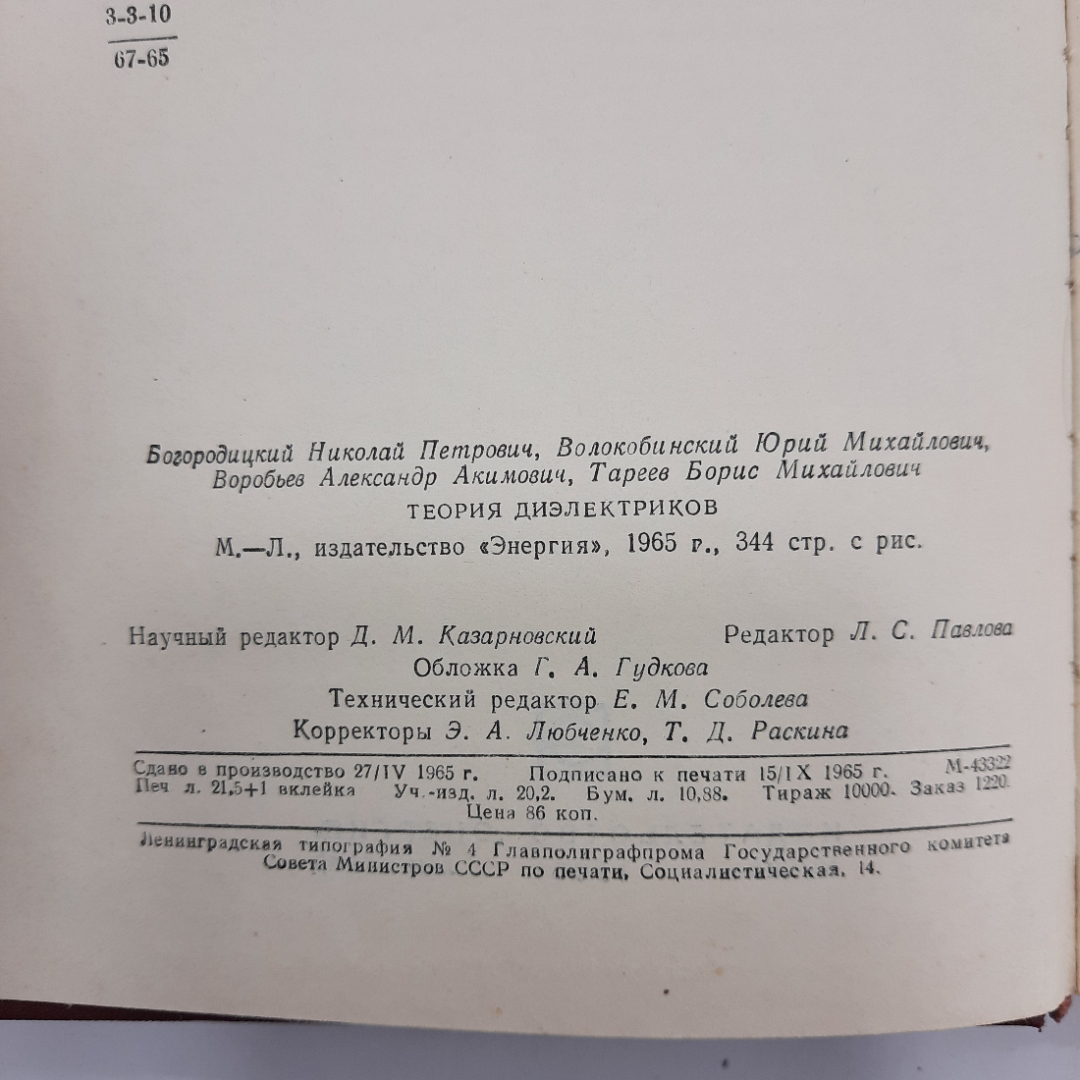 3-3-10
67-65
Богородицкий Николай Петрович, Волокобинский Юрий Михайлович,
Воробьев Александр Акимович, Тареев Борис Михайлович
ТЕОРИЯ ДИЭЛЕКТРИКОВ
М.—Л., издательство «Энергия», 1965 г., 344 стр. с рис.
Научный редактор Д. М. Казарновский Редактор Л. С. Павлова
Обложка Г. А. Гудкова
Технический редактор Е. М. Соболева
Корректоры Э. А. Любченко, Т. Д. Раскина
Сдано в производство 27/IV 1965 г. Подписано к печати 15/IX 1965 г. М-43322
Печ л. 21,5+1 вклейка Уч.-изд. л. 20,2. Бум. л. 10,88. Тираж 10000. Заказ 1220.
Цена 86 коп.
Ленинградская типография № 4 Главполиграфпрома Государственного комитета
Совета Министров СССР по печати, Социалистическая, 14.